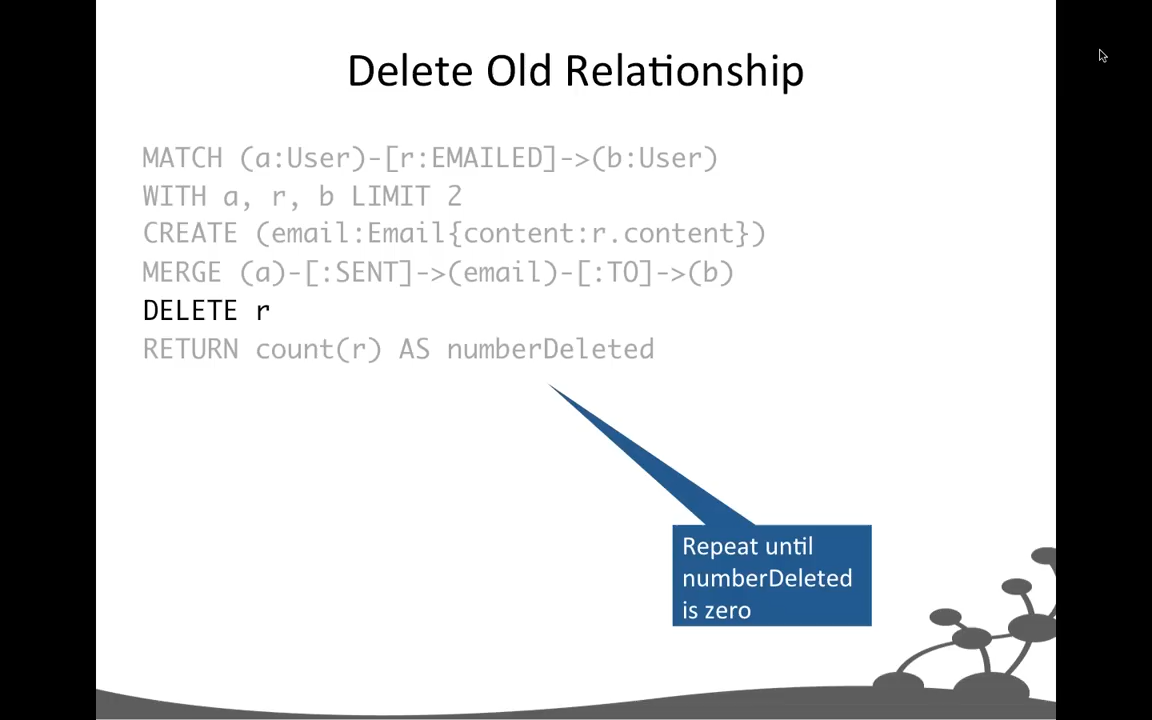 Delete Old Relationship
MATCH (a:User)-[r:EMAILED]->(b:User)
WITH a, r, b LIMIT 2
CREATE (email:Email{content:r.content})
MERGE (a)-[:SENT]->(email)-[:TO]->(b)
DELETE r
RETURN count(r) AS numberDeleted
Repeat until
numberDeleted
is zero